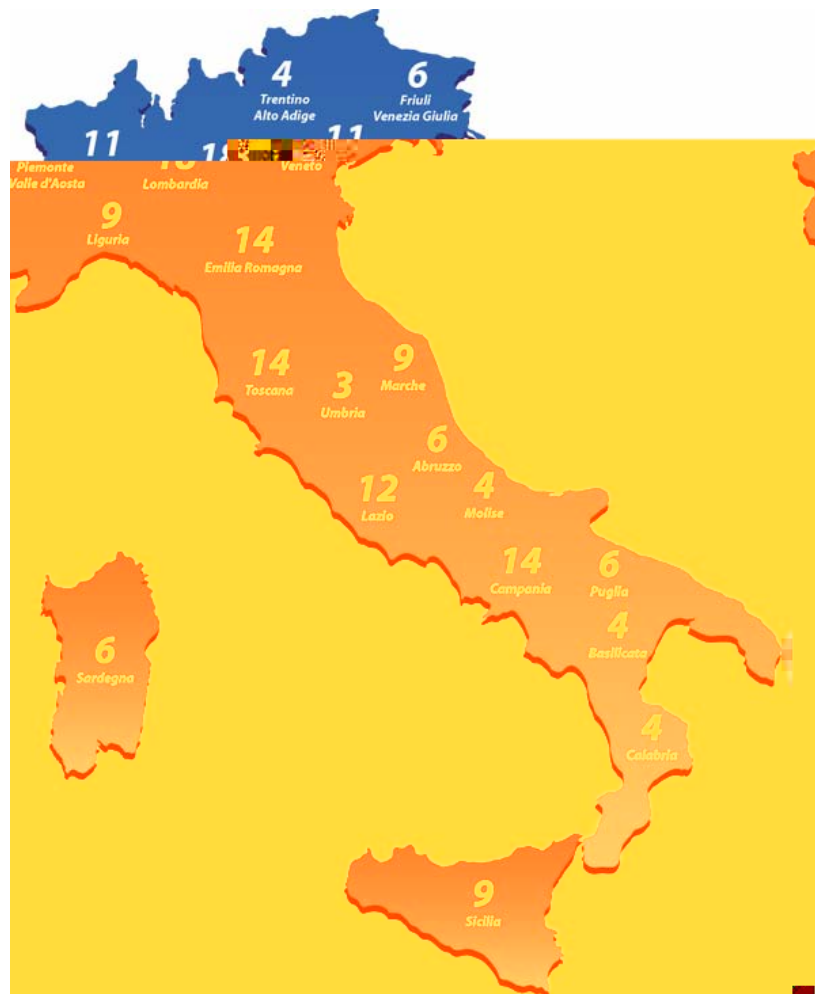 4
Trentino
Alto Adige
6
Friuli
Venezia Giulia
11
Piemonte
Valle d'Aosta
Lombardia
11
Veneto
9
Liguria
14
Emilia Romagna
14
Toscana
3
Umbria
9
Marche
6
Abruzzo
12
Lazio
4
Molise
14
Campania
6
Puglia
4
Basilicata
6
Sardegna
4
Calabria
9
Sicilia